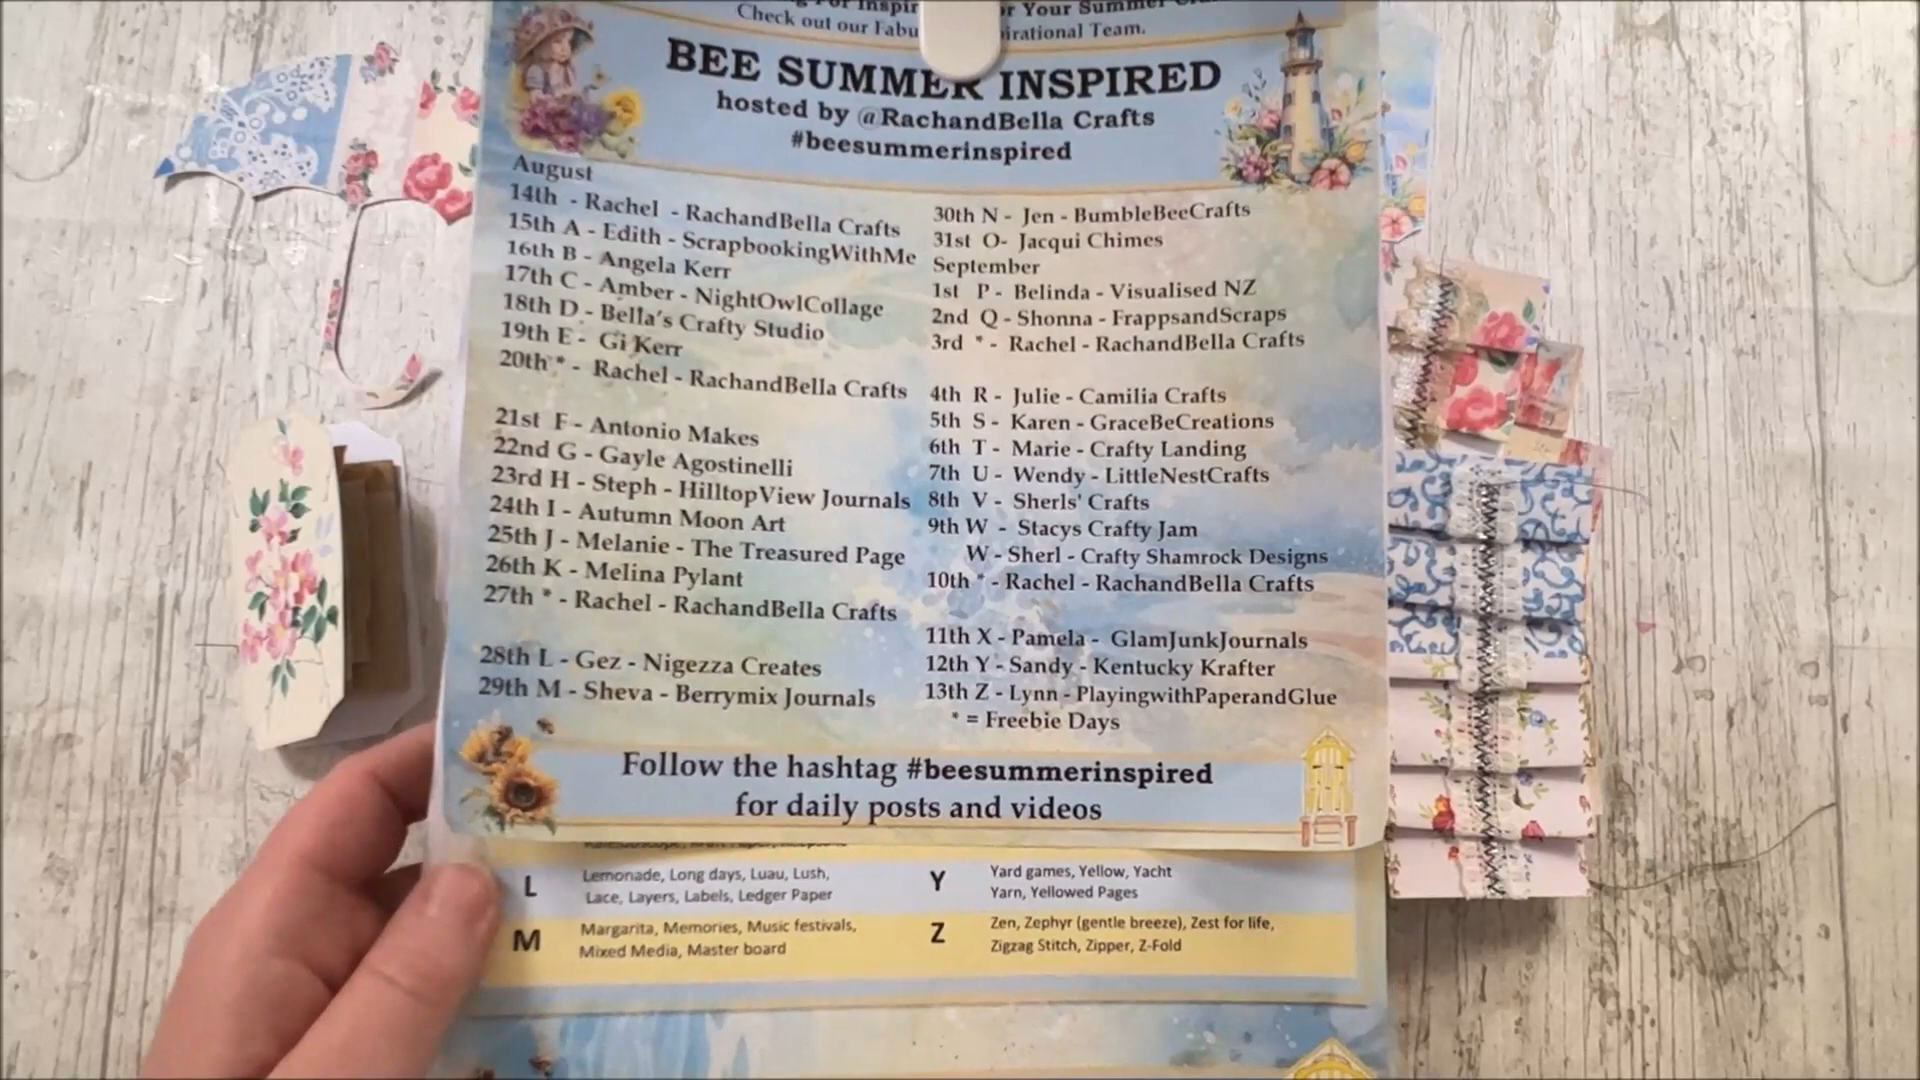 For Inspir
or Your Summer
Check out our Fabu
irational Team.
BEE SUMMER INSPIRED
hosted by @RachandBella Crafts
#beesummerinspired
August
14th - Rachel - RachandBella Crafts
15th A - Edith - ScrapbookingWithMe
16th B - Angela Kerr
17th C - Amber - NightOwlCollage
18th D - Bella's Crafty Studio
19th E - Gi Kerr
20th * - Rachel - RachandBella Crafts
21st F - Antonio Makes
22nd G - Gayle Agostinelli
23rd H - Steph - HilltopView Journals
24th I - Autumn Moon Art
25th J - Melanie - The Treasured Page
26th K - Melina Pylant
27th * - Rachel - RachandBella Crafts
28th L - Gez - Nigezza Creates
29th M - Sheva - Berrymix Journals
30th N - Jen - BumbleBeeCrafts
31st O- Jacqui Chimes
September
1st P - Belinda - Visualised NZ
2nd Q - Shonna - FrappsandScraps
3rd * - Rachel - RachandBella Crafts
4th R - Julie - Camilia Crafts
5th S - Karen - GraceBeCreations
6th T - Marie - Crafty Landing
7th U - Wendy - LittleNestCrafts
8th V - Sherls' Crafts
9th W - Stacys Crafty Jam
W - Sherl - Crafty Shamrock Designs
10th * - Rachel - RachandBella Crafts
11th X - Pamela - GlamJunkJournals
12th Y - Sandy - Kentucky Krafter
13th Z - Lynn - PlayingwithPaperandGlue
* = Freebie Days
Follow the hashtag #beesummerinspired
for daily posts and videos
L
Lemonade, Long days, Luau, Lush,
Lace, Layers, Labels, Ledger Paper
M
Margarita, Memories, Music festivals,
Mixed Media, Master board
Y
Yard games, Yellow, Yacht
Yarn, Yellowed Pages
Z
Zen, Zephyr (gentle breeze), Zest for life,
Zigzag Stitch, Zipper, Z-Fold